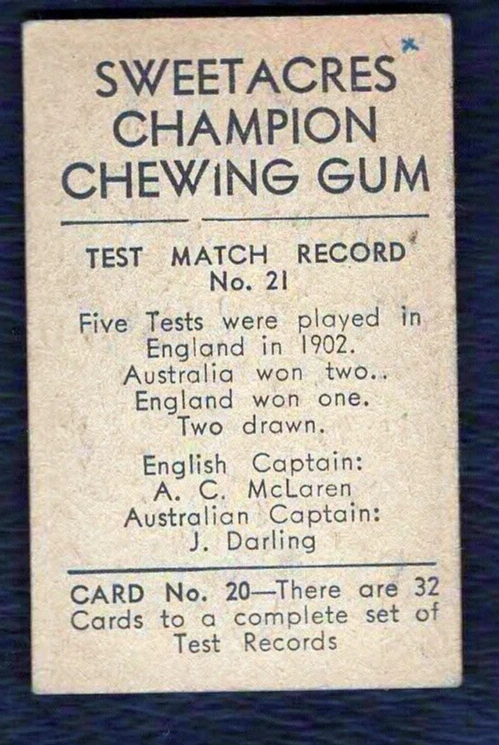 SWEETACRES
CHAMPION
CHEWING GUM
TEST MATCH RECORD
No. 21
Five Tests were played in
England in 1902.
Australia won two..
England won one.
Two drawn.
English Captain:
A. C. McLaren
Australian Captain:
J. Darling
CARD No. 20—There are 32
Cards to a complete set of
Test Records